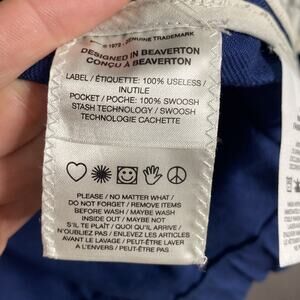 © 1972 GENUINE TRADEMARK
DESIGNED IN BEAVERTON
CONÇU À BEAVERTON
LABEL / ÉTIQUETTE: 100% USELESS /
INUTILE
POCKET / POCHE: 100% SWOOSH
STASH TECHNOLOGY / SWOOSH
TECHNOLOGIE CACHETTE
PLEASE / NO MATTER WHAT /
DO NOT FORGET / REMOVE ITEMS
BEFORE WASH / MAYBE WASH
INSIDE OUT / MAYBE NOT
S'IL TE PLAÎT / QUOI QU'IL ARRIVE /
N'OUBLIEZ PAS / ENLEVEZ LES ARTICLES
AVANT LE LAVAGE / PEUT-ÊTRE LAVER
À L'ENVERS / PEUT-ÊTRE PAS